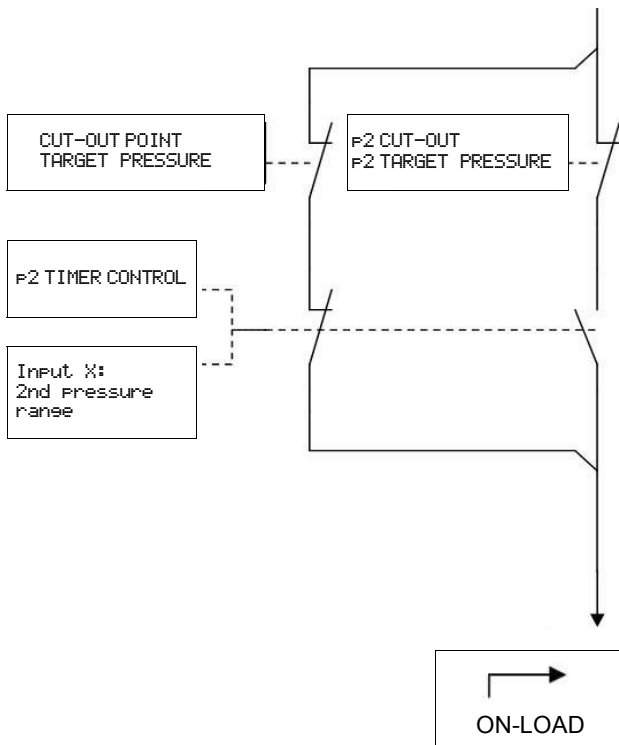 CUT-OUT POINT
TARGET PRESSURE
p2 CUT-OUT
p2 TARGET PRESSURE
p2 TIMER CONTROL
Input X:
2nd pressure
range
ON-LOAD